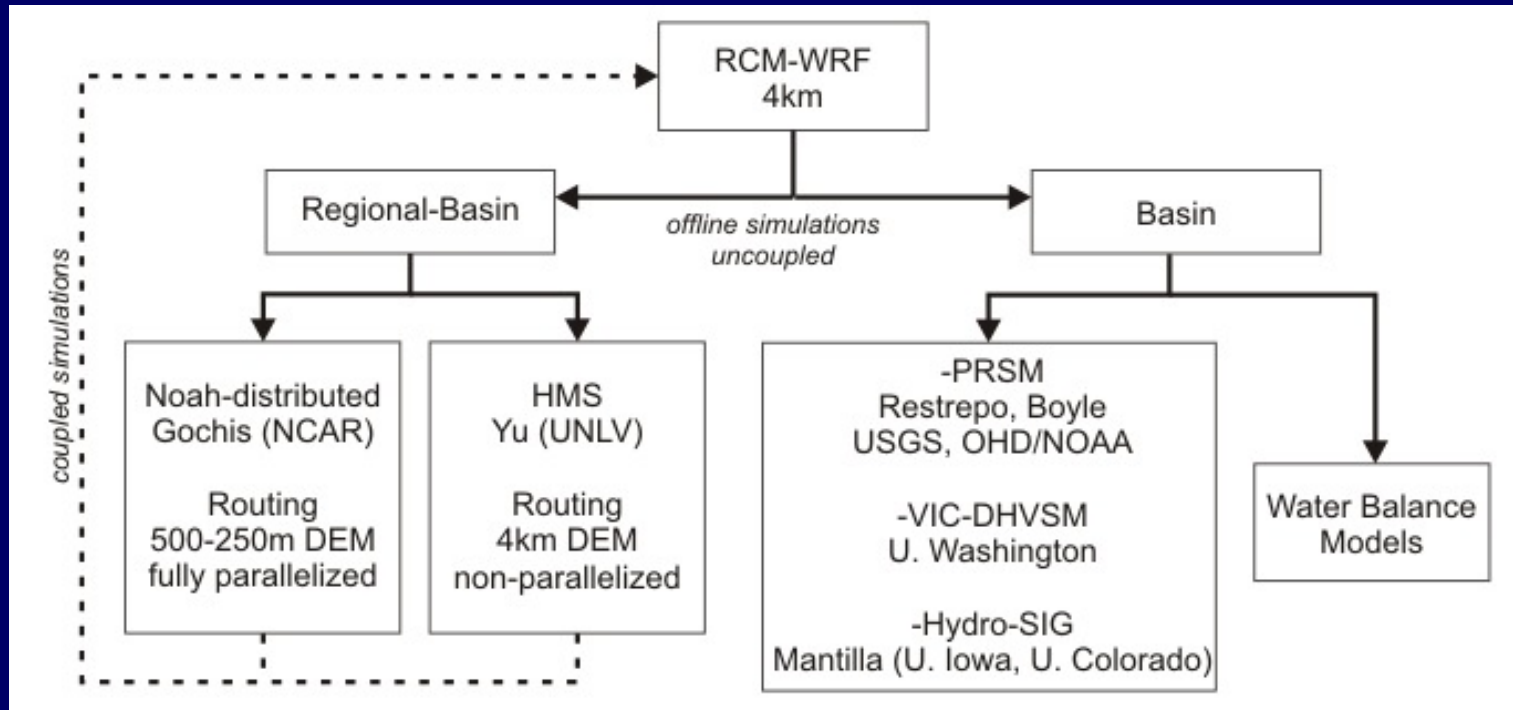 RCM-WRF
4km
Regional-Basin
offline simulations
uncoupled
Basin
coupled simulations
Noah-distributed
Gochis (NCAR)
Routing
500-250m DEM
fully parallelized
HMS
Yu (UNLV)
Routing
4km DEM
non-parallelized
-PRSM
Restrepo, Boyle
USGS, OHD/NOAA
-VIC-DHVSM
U. Washington
-Hydro-SIG
Mantilla (U. Iowa, U. Colorado)
Water Balance
Models